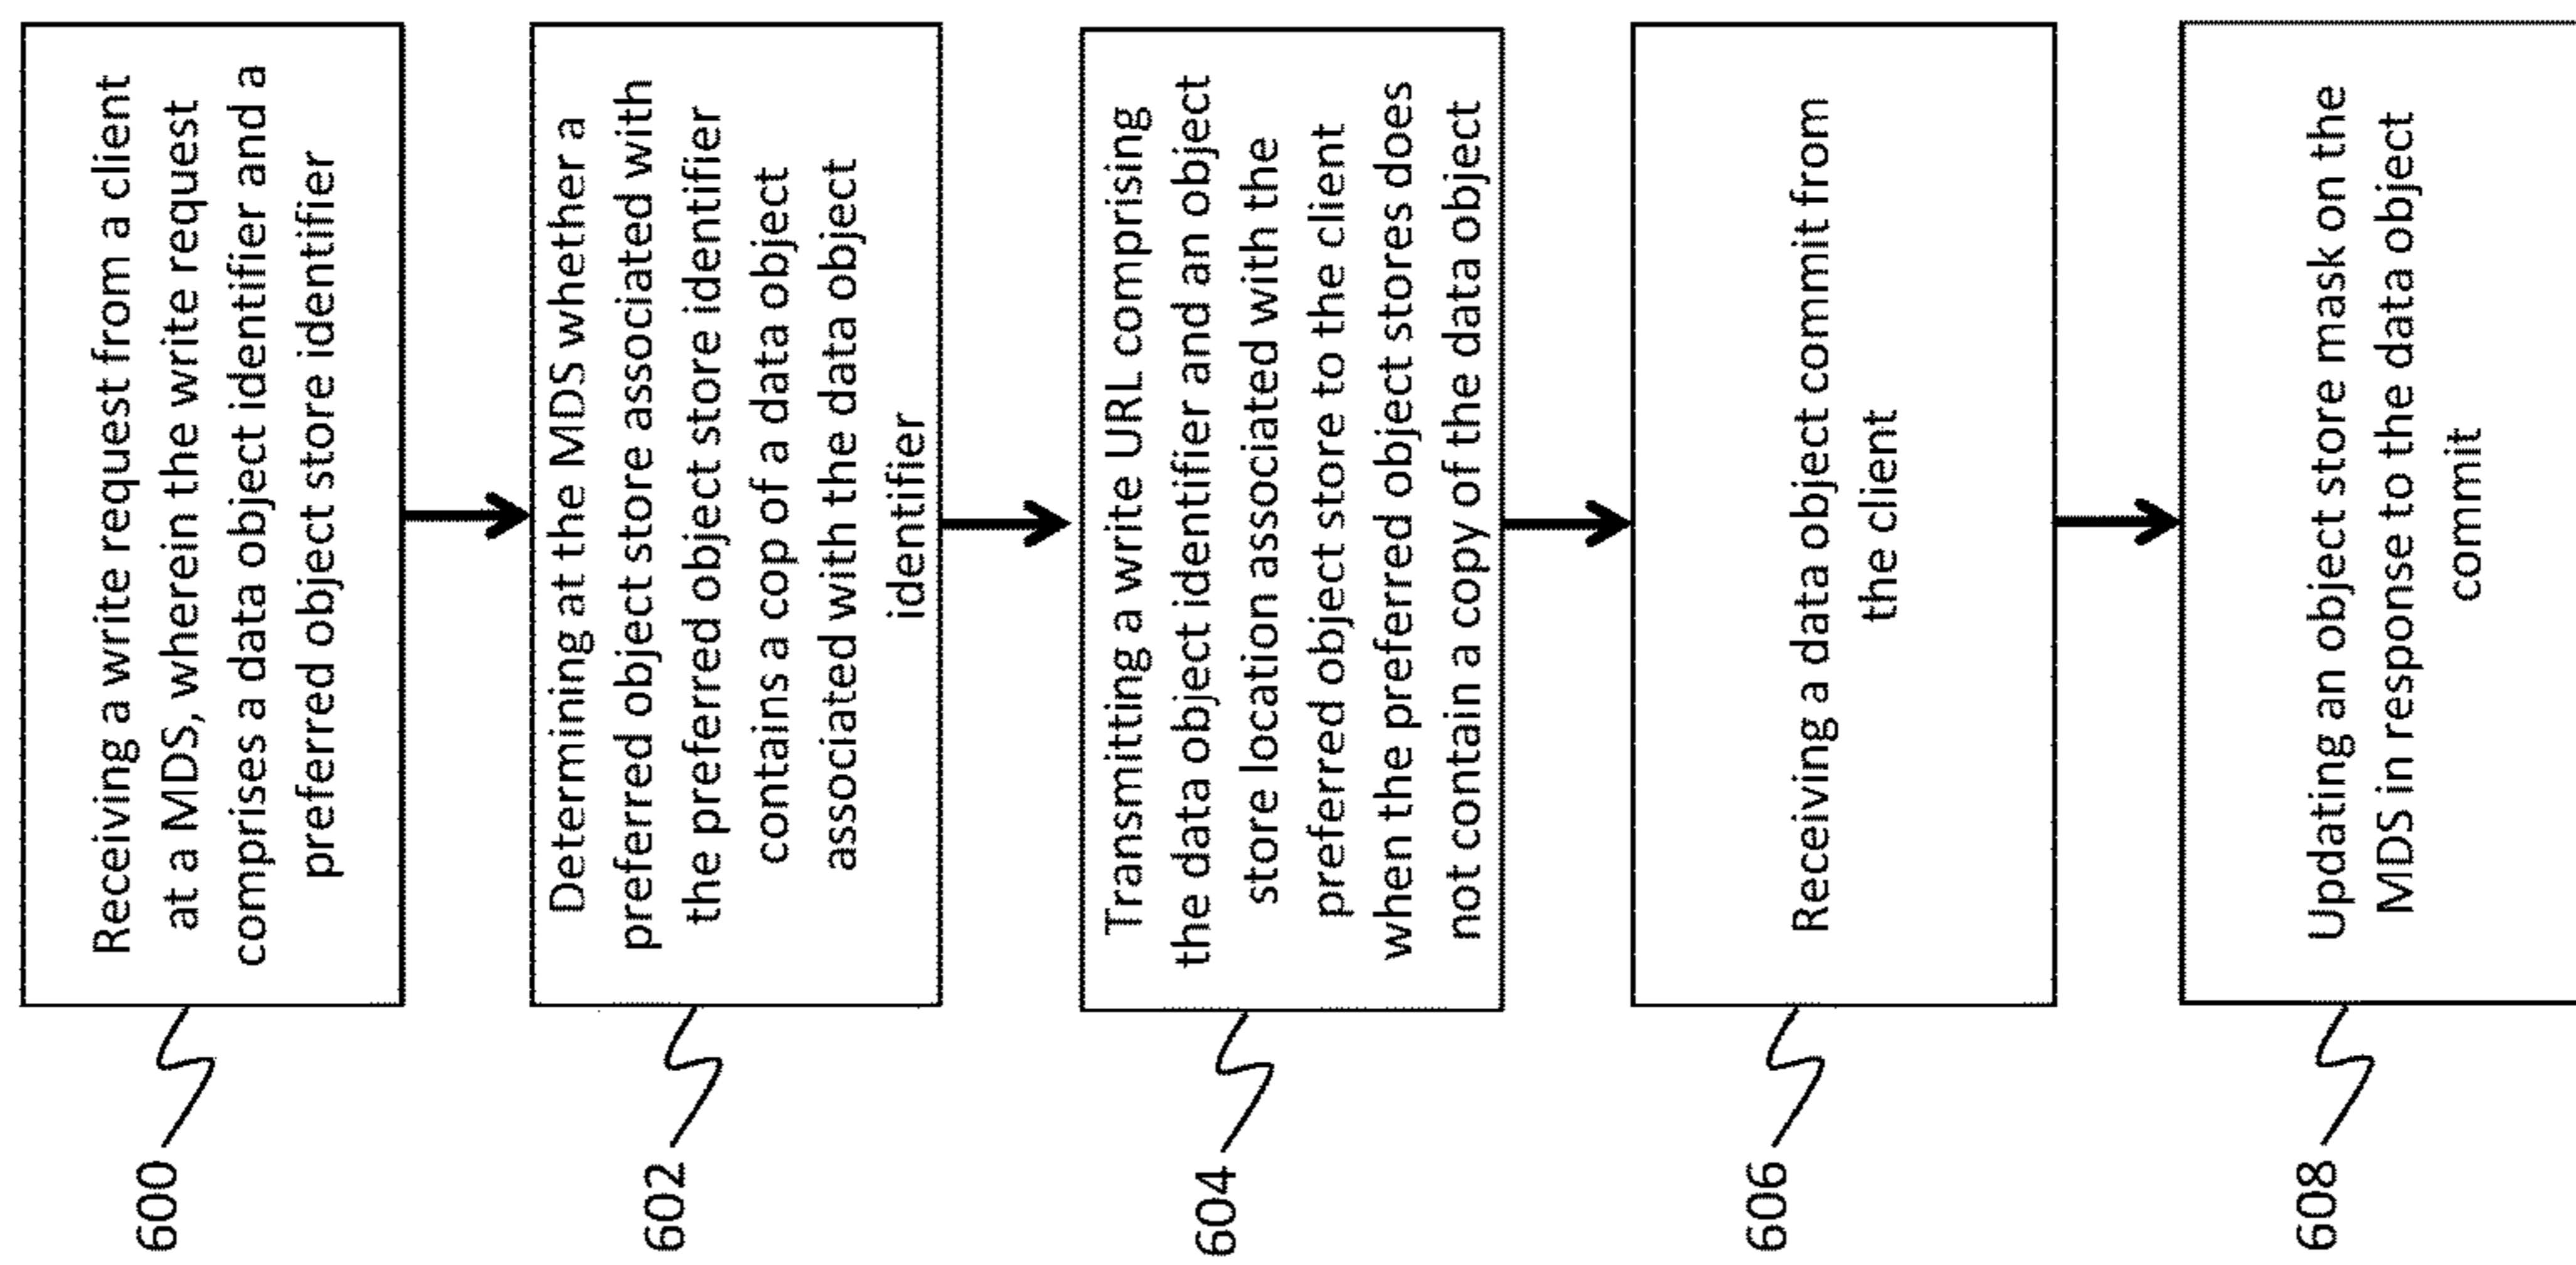 600
Receiving a write request from a client
at a MDS, wherein the write request
comprises a data object identifier and a
preferred object store identifier
602
Determining at the MDS whether a
preferred object store associated with
the preferred object store identifier
contains a cop of a data object
associated with the data object
identifier
604
Transmitting a write URL comprising
the data object identifier and an object
store location associated with the
preferred object store to the client
when the preferred object stores does
not contain a copy of the data object
606
Receiving a data object commit from
the client
608
Updating an object store mask on the
MDS in response to the data object
commit